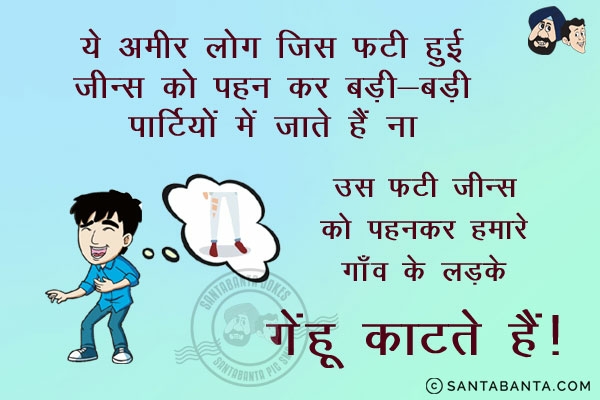 ये अमीर लोग जिस फटी हुई
जीन्स को पहन कर बड़ी–बड़ी
पार्टियों में जाते हैं ना
उस फटी जीन्स
को पहनकर हमारे
गाँव के लड़के
गेंहू काटते हैं!
SANTABANTA JOKES
SANTABANTA PIC
© SANTABANTA.COM